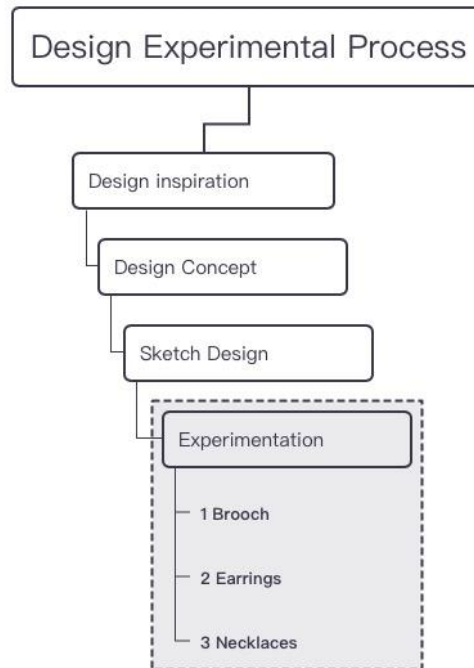 Design Experimental Process
Design inspiration
Design Concept
Sketch Design
Experimentation
1 Brooch
2 Earrings
3 Necklaces